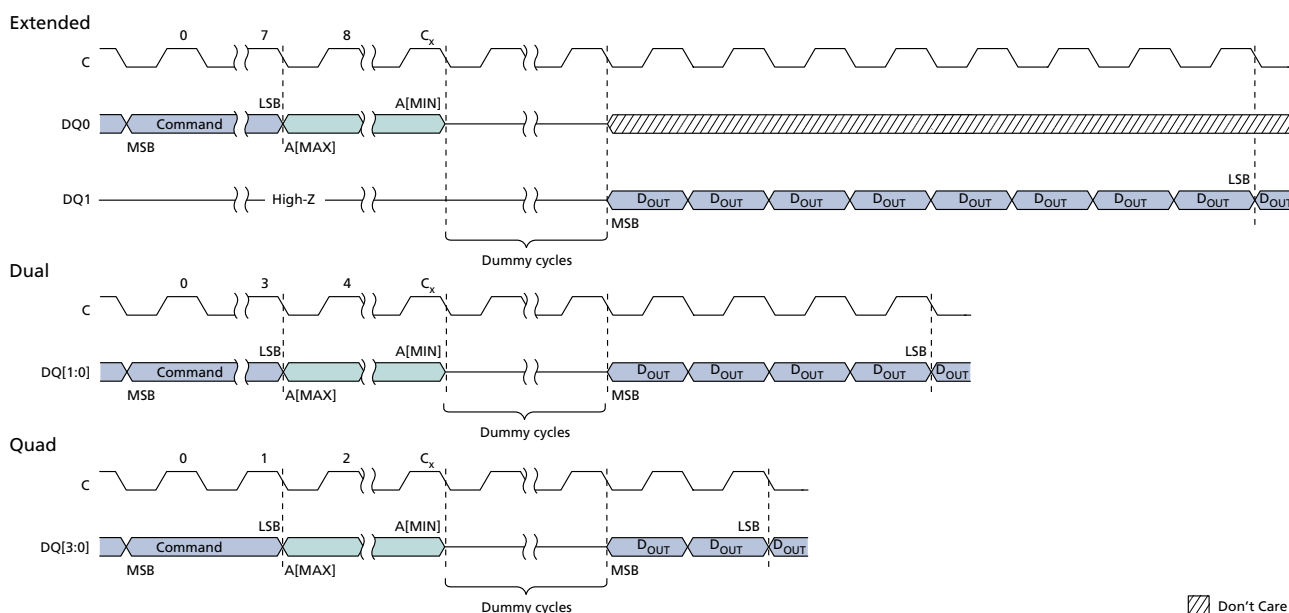 Extended
0 7 8 Cx
C
LSB A[MIN]
DQ0 Command
MSB A[MAX]
LSB
DQ1 High-Z DOUT DOUT DOUT DOUT DOUT DOUT DOUT DOUT DOUT
MSB
Dummy cycles
Dual
0 3 4 Cx
C
LSB A[MIN] LSB
DQ[1:0] Command DOUT DOUT DOUT DOUT DOUT
MSB A[MAX] MSB
Dummy cycles
Quad
0 1 2 Cx
C
LSB A[MIN] LSB
DQ[3:0] Command DOUT DOUT DOUT
MSB A[MAX] MSB
Dummy cycles
Don't Care